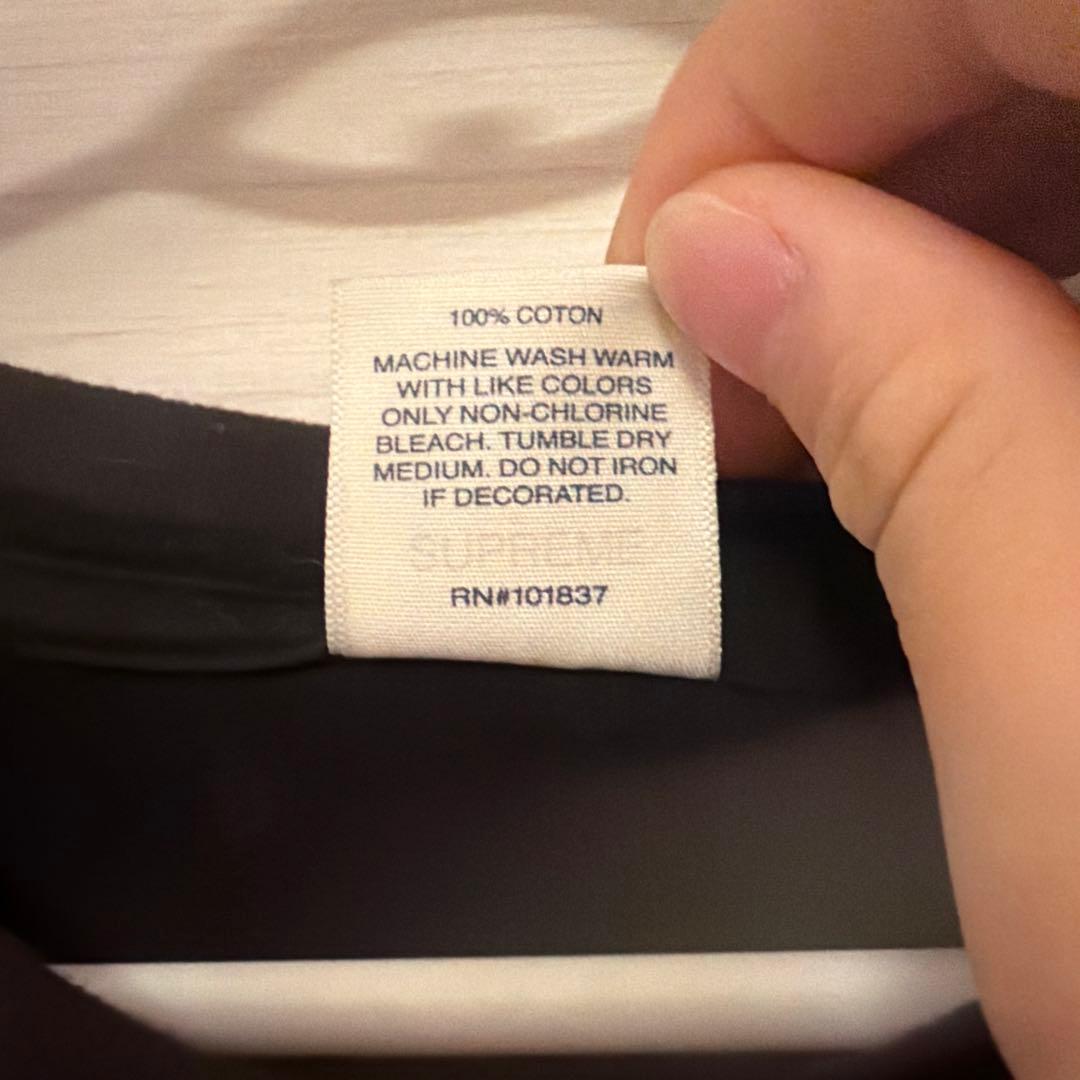 100% COTON
MACHINE WASH WARM
WITH LIKE COLORS
ONLY NON-CHLORINE
BLEACH. TUMBLE DRY
MEDIUM. DO NOT IRON
IF DECORATED.
SUPREME
RN#101837